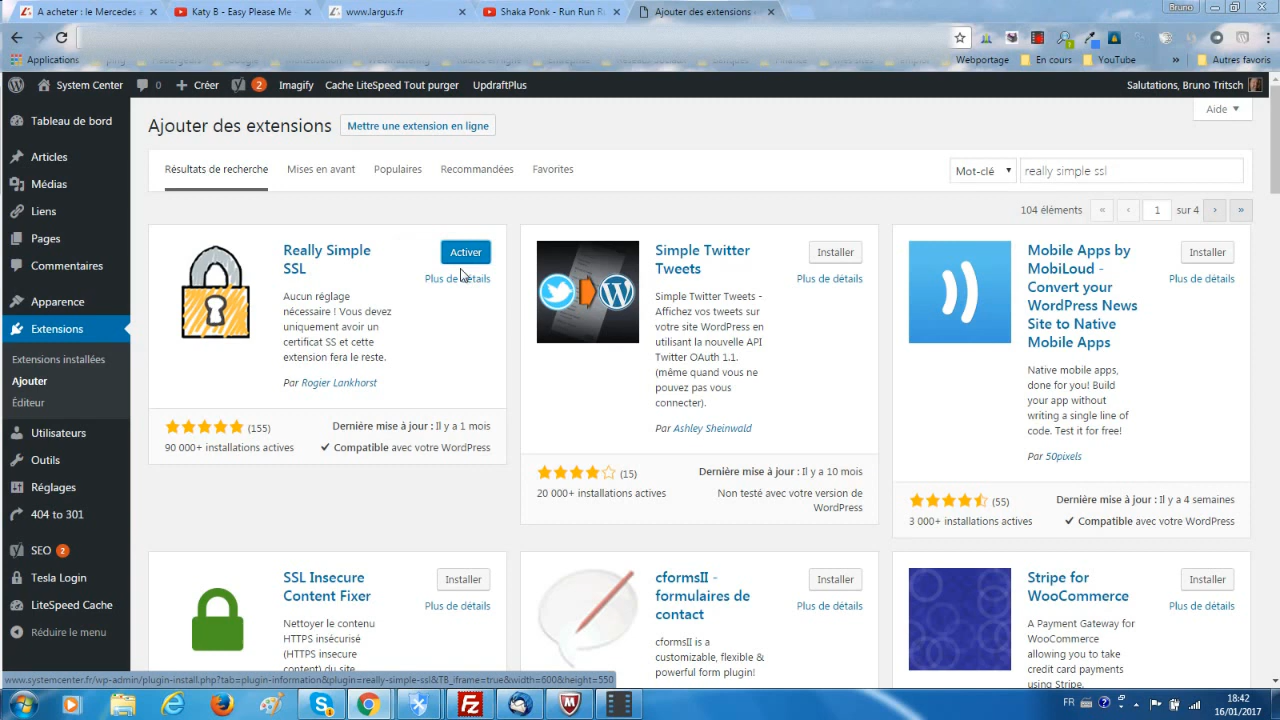 A acheter : le Mercedes
Katy B - Easy Please Me
www.largus.fr
Shaka Ponk - Run Run R
Ajouter des extensions
Bruno
Applications
Webportage
En cours
YouTube
»
Autres favoris
System Center
0
Créer
2
Imagify
Cache LiteSpeed Tout purger
UpdraftPlus
Salutations, Bruno Tritsch
Tableau de bord
Articles
Médias
Liens
Pages
Commentaires
Apparence
Extensions
Extensions installées
Ajouter
Éditeur
Utilisateurs
Outils
Réglages
404 to 301
SEO 2
Tesla Login
LiteSpeed Cache
Réduire le menu
Aide
Ajouter des extensions
Mettre une extension en ligne
Résultats de recherche
Mises en avant
Populaires
Recommandées
Favorites
Mot-clé
really simple ssl
104 éléments « ‹ 1 sur 4 › »
Really Simple
SSL
Activer
Plus de détails
Aucun réglage
nécessaire ! Vous devez
uniquement avoir un
certificat SS et cette
extension fera le reste.
Par Rogier Lankhorst
(155)
90 000+ installations actives
Dernière mise à jour : Il y a 1 mois
Compatible avec votre WordPress
Simple Twitter
Tweets
Installer
Plus de détails
Simple Twitter Tweets -
Affichez vos tweets sur
votre site WordPress en
utilisant la nouvelle API
Twitter OAuth 1.1.
(même quand vous ne
pouvez pas vous
connecter).
Par Ashley Sheinwald
(15)
20 000+ installations actives
Dernière mise à jour : Il y a 10 mois
Non testé avec votre version de
WordPress
Mobile Apps by
MobiLoud -
Convert your
WordPress News
Site to Native
Mobile Apps
Installer
Plus de détails
Native mobile apps,
done for you! Build
your app without
writing a single line of
code. Test it for free!
Par 50pixels
(55)
3 000+ installations actives
Dernière mise à jour : Il y a 4 semaines
Compatible avec votre WordPress
SSL Insecure
Content Fixer
Installer
Plus de détails
Nettoyer le contenu
HTTPS insécurisé
(HTTPS insecure
content) du site
cformsII -
formulaires de
contact
Installer
Plus de détails
cformsII is a
customizable, flexible &
powerful form plugin!
Stripe for
WooCommerce
Installer
Plus de détails
A Payment Gateway for
WooCommerce
allowing you to take
credit card payments
using Stripe.
www.systemcenter.fr/wp-admin/plugin-install.php?tab=plugin-information&plugin=really-simple-ssl&TB_iframe=true&width=600&height=550
FR
18:42
16/01/2017